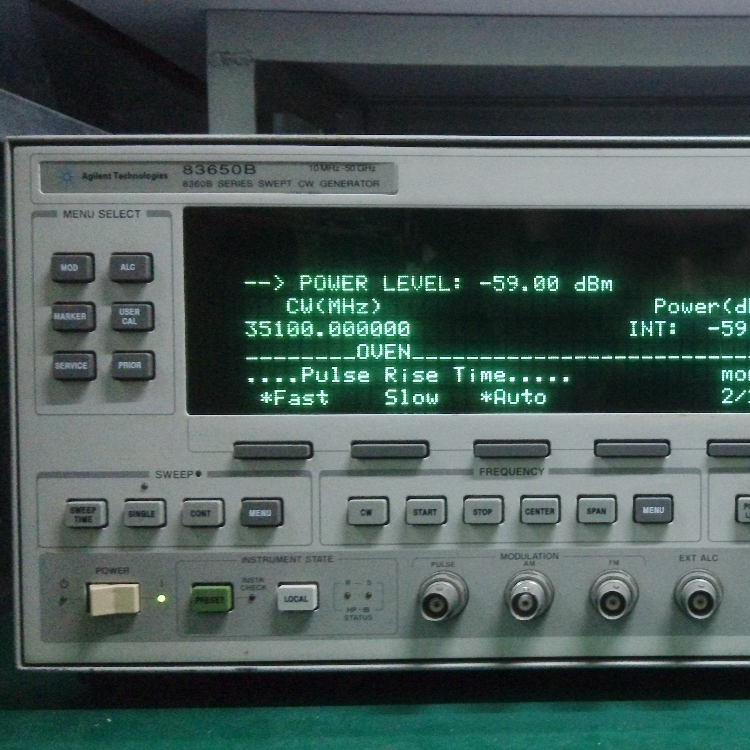 Agilent Technologies 83650B 10 MHz-50 GHz
8360B SERIES SWEPT CW GENERATOR
MENU SELECT
MOD ALC
MARKER USER CAL
SERVICE PRIOR
--> POWER LEVEL: -59.00 dBm
CW(MHz) Power(d
35100.000000 INT: -59
________OVEN________________________
....Pulse Rise Time..... mo
*Fast Slow *Auto 2/
SWEEP FREQUENCY
SWEEP TIME SINGLE CONT MENU CW START STOP CENTER SPAN MENU
POWER INSTRUMENT STATE MODULATION
PRESET INSTR CHECK LOCAL R S PULSE AM FM EXT ALC
HP-IB
STATUS